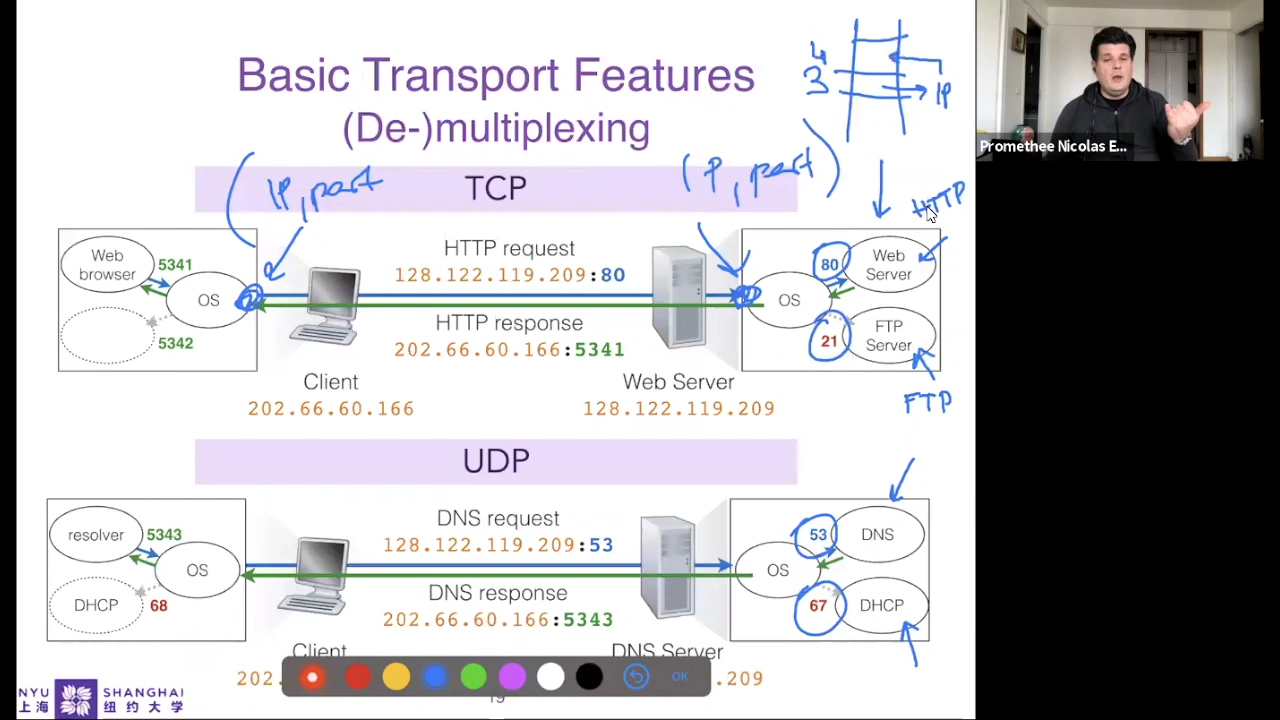 Basic Transport Features
(De-)multiplexing
4
3
IP
Promethee Nicolas E...
TCP
(IP, port
(IP, port)
HTTP
Web browser
5341
OS
5342
HTTP request
128.122.119.209:80
HTTP response
202.66.60.166:5341
Client
202.66.60.166
Web Server
128.122.119.209
OS
80
Web Server
21
FTP Server
FTP
UDP
resolver
5343
OS
DHCP
68
DNS request
128.122.119.209:53
DNS response
202.66.60.166:5343
Client
202.
DNS Server
.209
OS
53
DNS
67
DHCP
OK
19
NYU SHANGHAI
上海 纽约大学